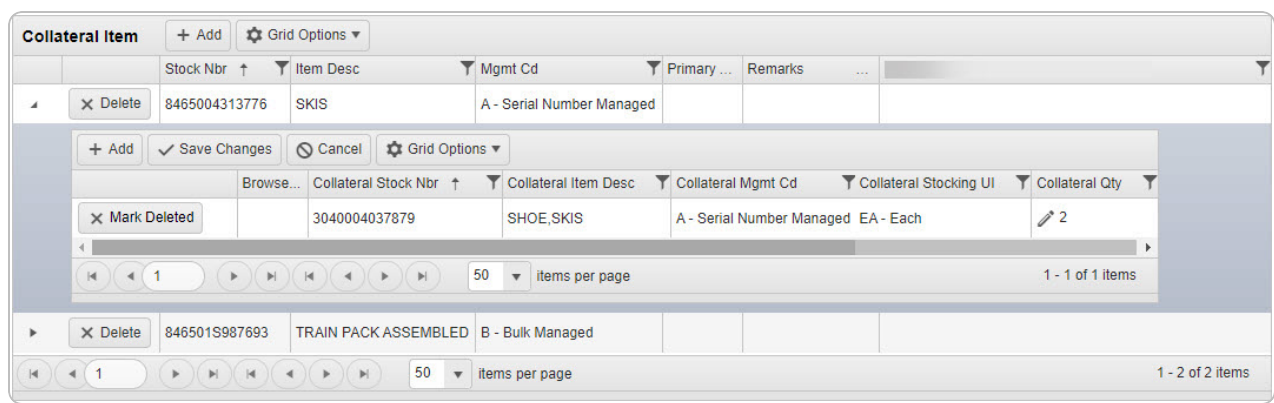 Collateral Item + Add Grid Options
Stock Nbr ↑ Item Desc Mgmt Cd Primary ... Remarks ...
Delete 8465004313776 SKIS A - Serial Number Managed
+ Add Save Changes Cancel Grid Options
Browse... Collateral Stock Nbr ↑ Collateral Item Desc Collateral Mgmt Cd Collateral Stocking UI Collateral Qty
Mark Deleted 3040004037879 SHOE,SKIS A - Serial Number Managed EA - Each 2
1 50 items per page 1 - 1 of 1 items
Delete 846501S987693 TRAIN PACK ASSEMBLED B - Bulk Managed
1 50 items per page 1 - 2 of 2 items